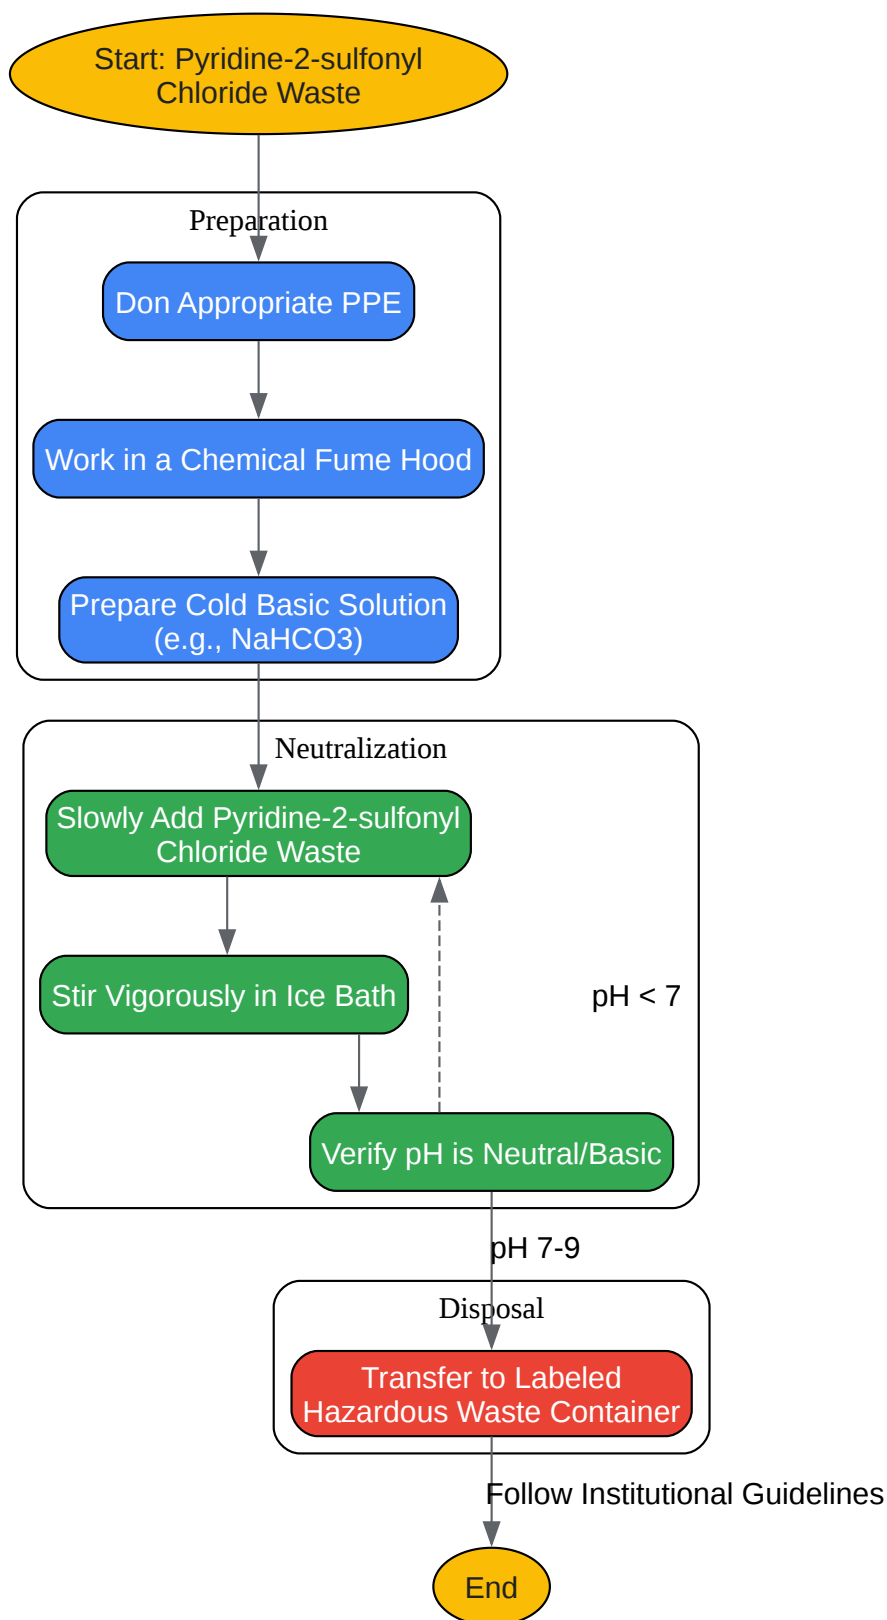 Start: Pyridine-2-sulfonyl
Chloride Waste
Preparation
Don Appropriate PPE
Work in a Chemical Fume Hood
Prepare Cold Basic Solution
(e.g., NaHCO3)
Neutralization
Slowly Add Pyridine-2-sulfonyl
Chloride Waste
Stir Vigorously in Ice Bath
pH < 7
Verify pH is Neutral/Basic
pH 7-9
Disposal
Transfer to Labeled
Hazardous Waste Container
Follow Institutional Guidelines
End